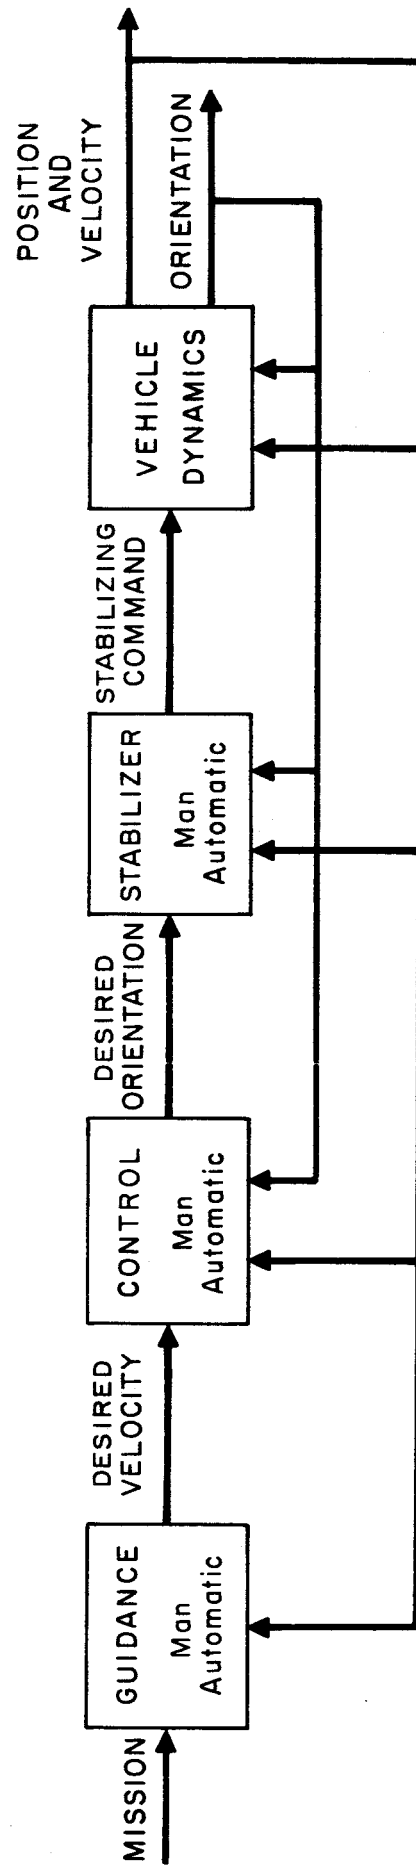 MISSION
GUIDANCE
Man
Automatic
DESIRED
VELOCITY
CONTROL
Man
Automatic
DESIRED
ORIENTATION
STABILIZER
Man
Automatic
STABILIZING
COMMAND
VEHICLE
DYNAMICS
POSITION
AND
VELOCITY
ORIENTATION